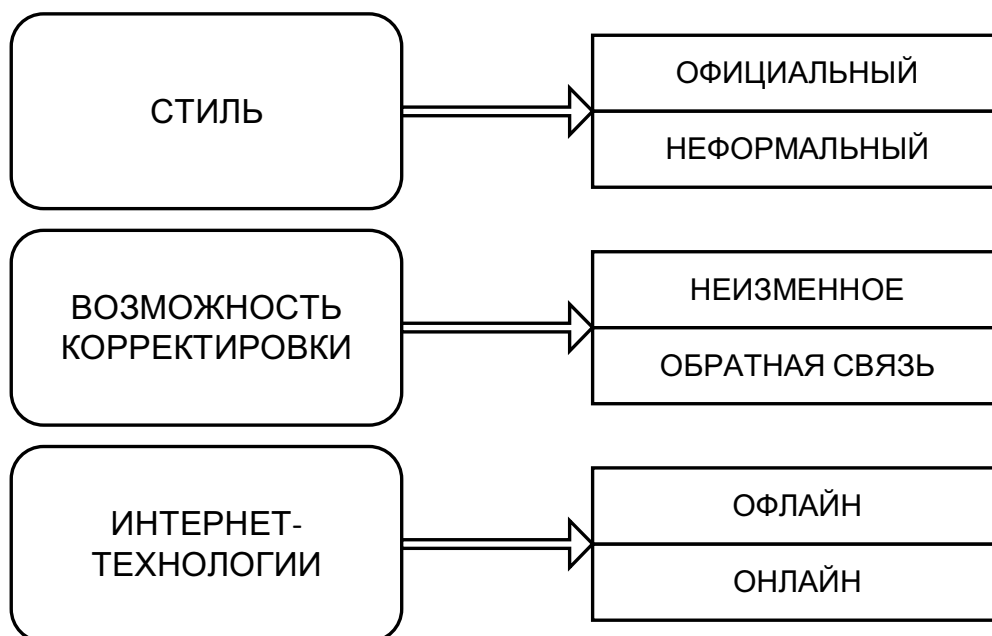 СТИЛЬ
ОФИЦИАЛЬНЫЙ
НЕФОРМАЛЬНЫЙ
ВОЗМОЖНОСТЬ
КОРРЕКТИРОВКИ
НЕИЗМЕННОЕ
ОБРАТНАЯ СВЯЗЬ
ИНТЕРНЕТ-
ТЕХНОЛОГИИ
ОФЛАЙН
ОНЛАЙН